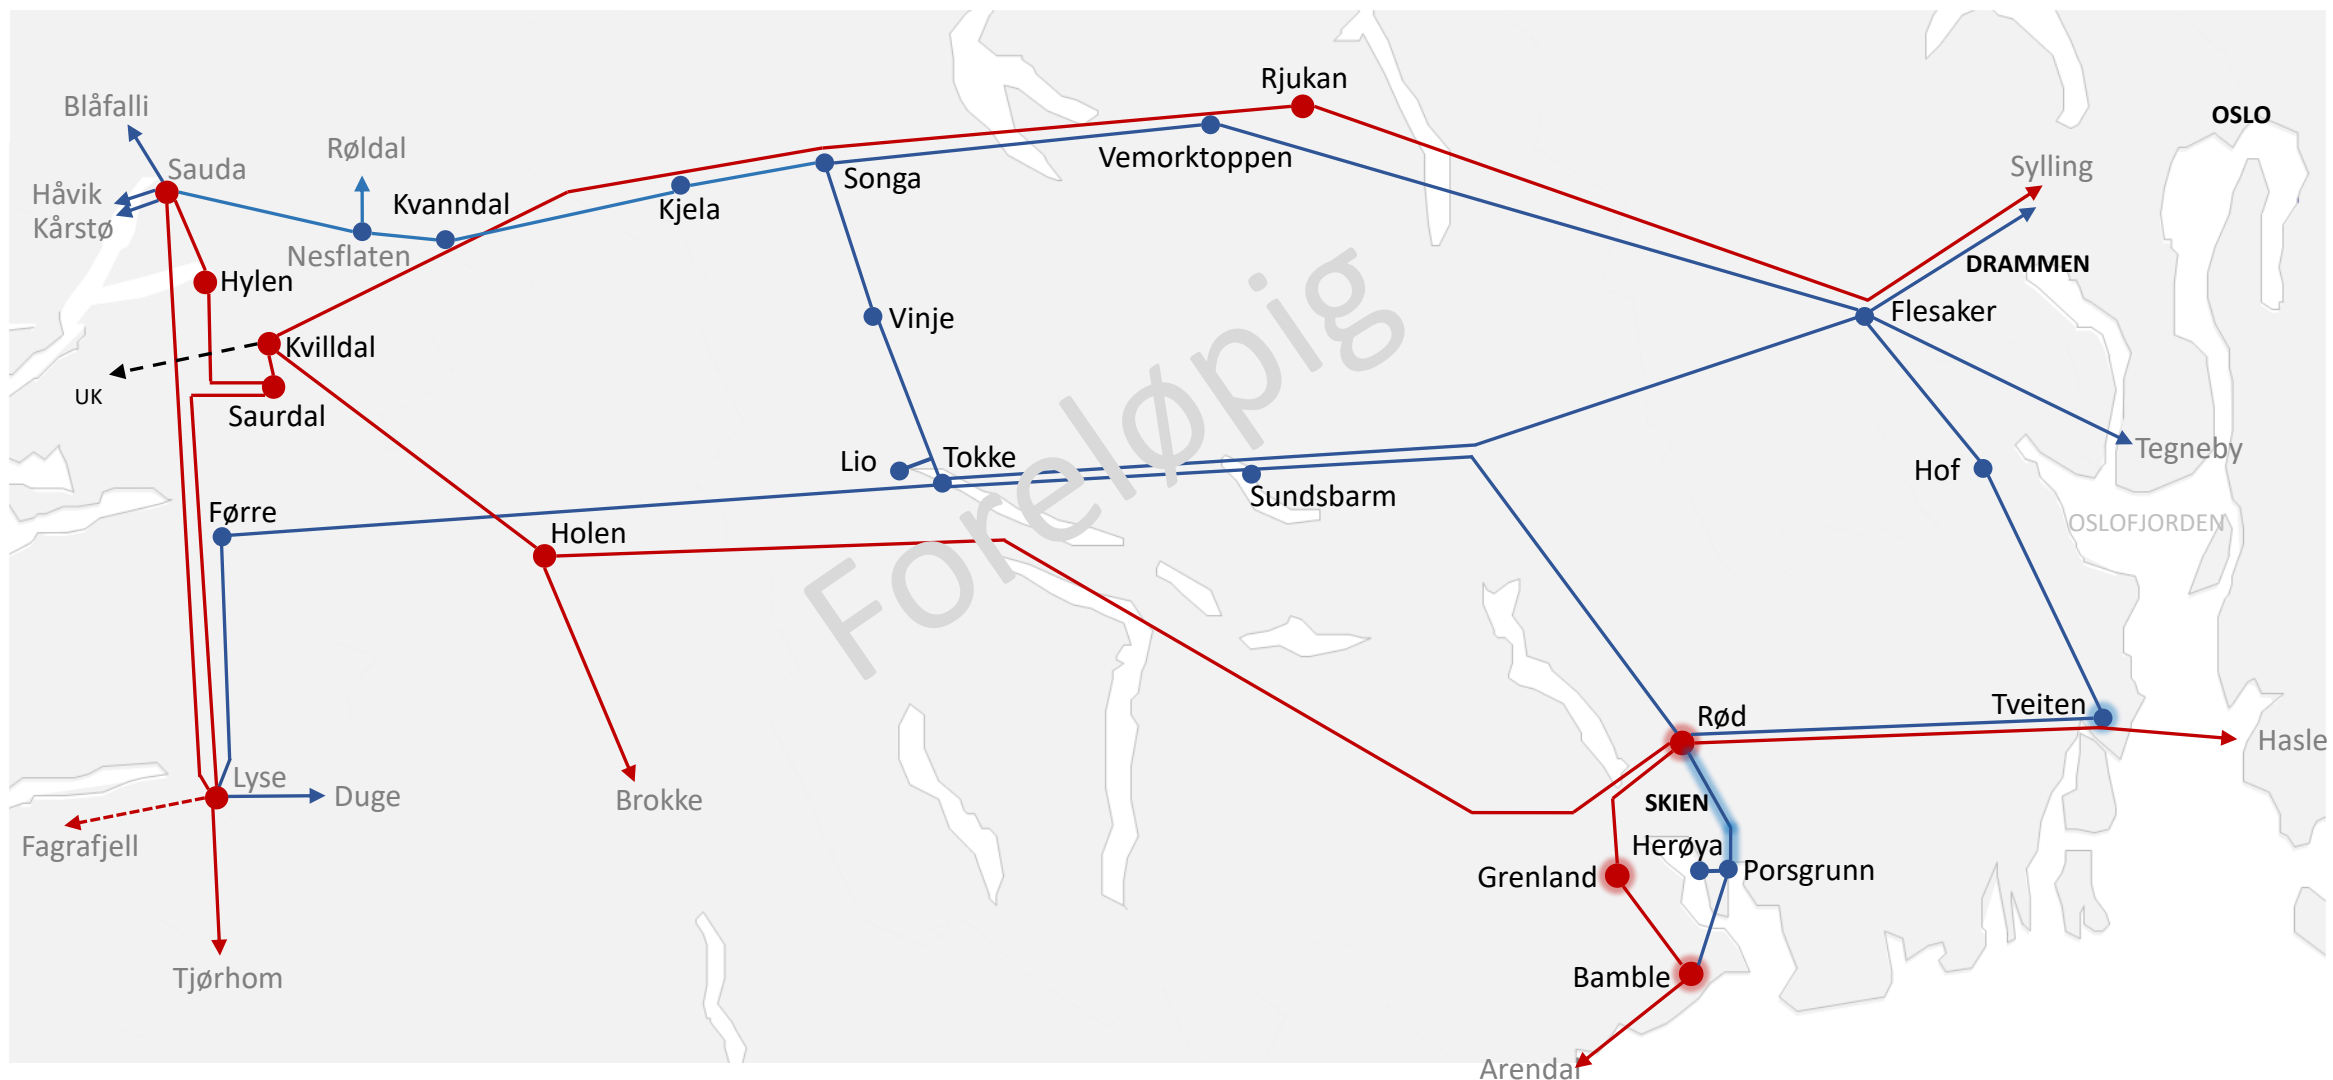 Rjukan
Blåfalli
OSLO
Røldal
Vemorktoppen
Sauda
Sylling
Songa
Håvik
Kvanndal
Kjela
Kårstø
Nesflaten
DRAMMEN
Hylen
Flesaker
Vinje
Kvilldal
UK
Saurdal
Foreløpig
Tegneby
Lio
Tokke
Hof
Sundsbarm
Førre
OSLOFJORDEN
Holen
Tveiten
Rød
Hasle
Lyse
Duge
Brokke
SKIEN
Fagrafjell
Herøya
Porsgrunn
Grenland
Tjørhom
Bamble
Arendal